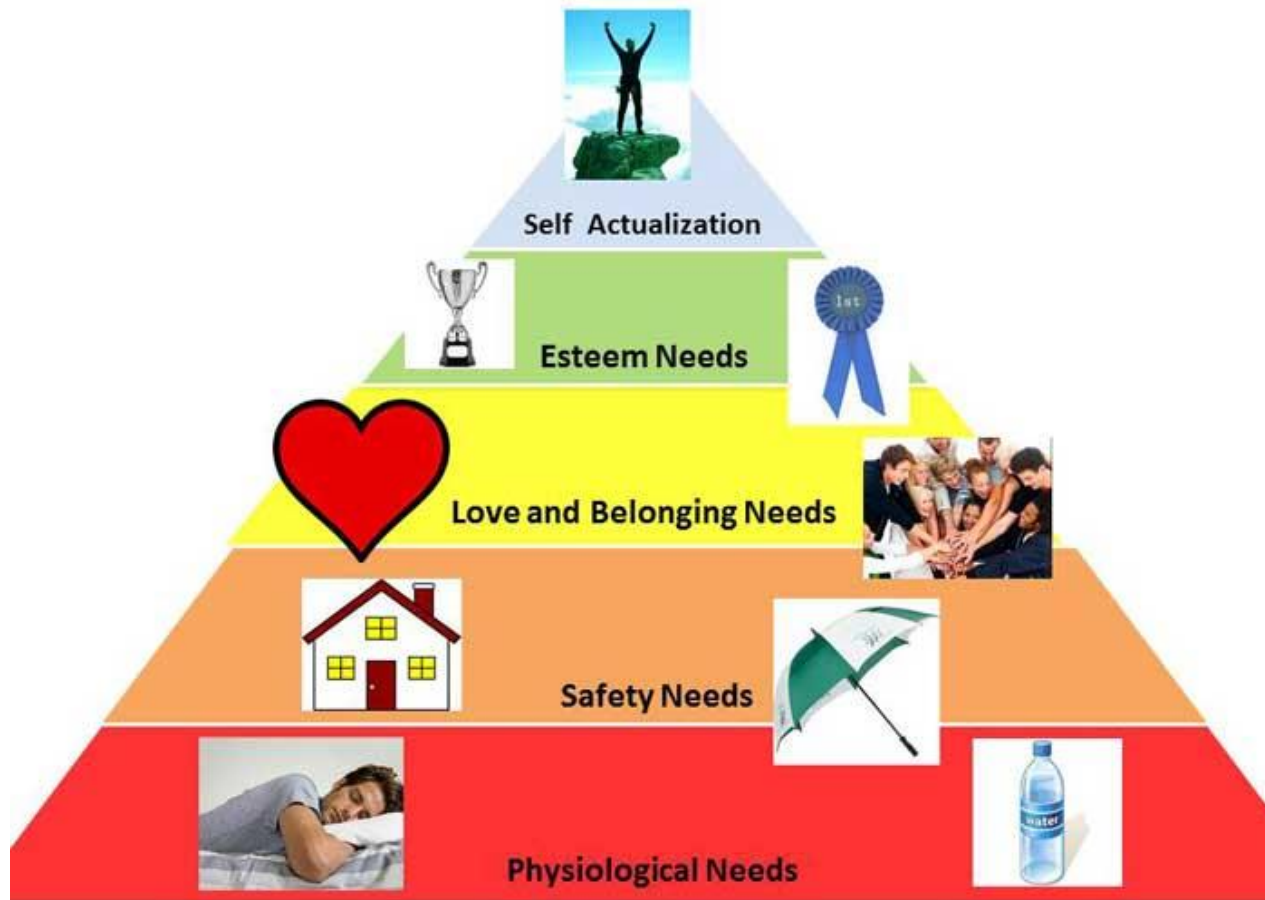 Self Actualization
1st
Esteem Needs
Love and Belonging Needs
Safety Needs
water
Physiological Needs